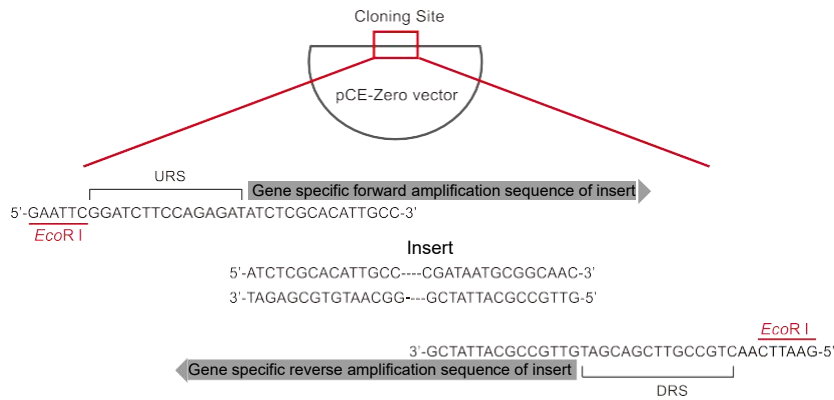 Cloning Site
pCE-Zero vector
URS
Gene specific forward amplification sequence of insert
5'-GAATTCGGATCTTCCAGAGATATCTCGCACATTGCC-3'
EcoR I
Insert
5'-ATCTCGCACATTGCC----CGATAATGCGGCAAC-3'
3'-TAGAGCGTGTAACGG----GCTATTACGCCGTTG-5'
EcoR I
3'-GCTATTACGCCGTTGTAGCAGCTTGCCGTCAACTTAAG-5'
Gene specific reverse amplification sequence of insert
DRS